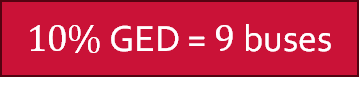 10% GED = 9 buses